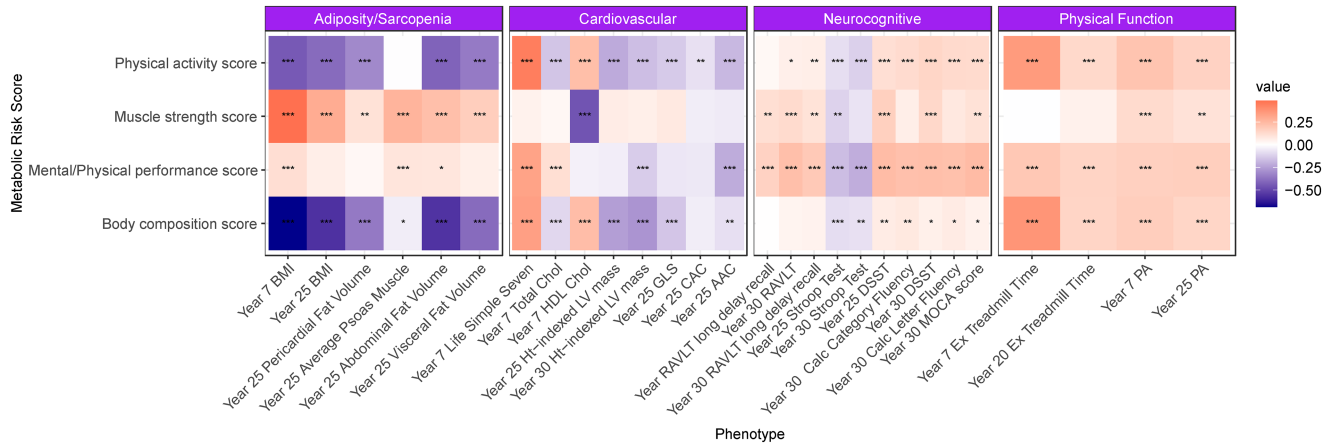 Adiposity/Sarcopenia Cardiovascular Neurocognitive Physical Function
Metabolic Risk Score
Physical activity score *** *** *** *** *** *** *** *** *** *** *** ** *** * ** *** *** *** *** *** *** *** *** *** *** ***
Muscle strength score *** *** ** *** *** *** *** ** *** ** ** *** *** ** *** **
Mental/Physical performance score *** *** * *** *** *** *** *** *** *** *** *** *** *** *** *** *** *** *** *** *** ***
Body composition score *** *** *** * *** *** *** *** *** *** *** *** ** *** ** ** ** * * * *** *** *** ***
value
0.25
0.00
−0.25
−0.50
Year 7 BMI
Year 25 BMI
Year 25 Pericardial Fat Volume
Year 25 Average Psoas Muscle
Year 25 Abdominal Fat Volume
Year 25 Visceral Fat Volume
Year 7 Life Simple Seven
Year 7 Total Chol
Year 7 HDL Chol
Year 25 Ht−indexed LV mass
Year 30 Ht−indexed LV mass
Year 25 GLS
Year 25 CAC
Year 25 AAC
Year RAVLT long delay recall
Year 30 RAVLT
Year 30 RAVLT long delay recall
Year 25 Stroop Test
Year 30 Stroop Test
Year 25 DSST
Year 30 Calc Category Fluency
Year 30 DSST
Year 30 Calc Letter Fluency
Year 30 MOCA score
Year 7 Ex Treadmill Time
Year 20 Ex Treadmill Time
Year 7 PA
Year 25 PA
Phenotype